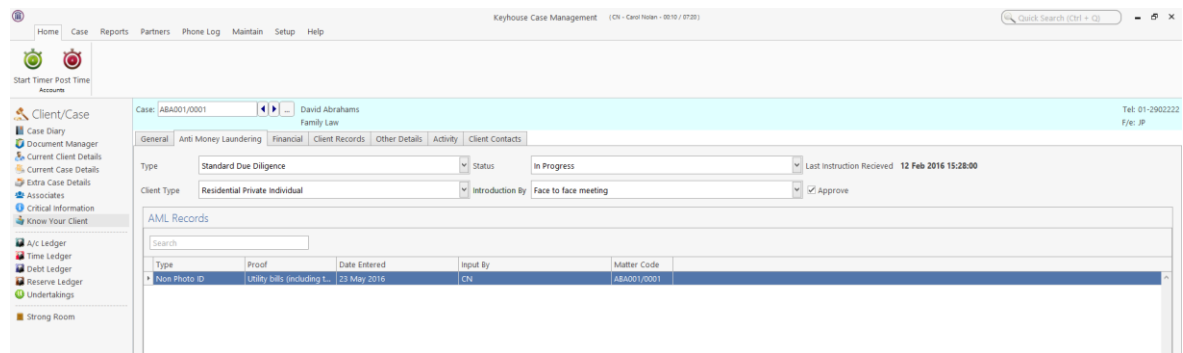 Keyhouse Case Management (CN - Carol Nolan - 00:10 / 07:20)
Quick Search (Ctrl + Q)
Home Case Reports Partners Phone Log Maintain Setup Help
Start Timer Post Time
Accounts
Client/Case
Case Diary
Document Manager
Current Client Details
Current Case Details
Extra Case Details
Associates
Critical Information
Know Your Client
A/c Ledger
Time Ledger
Debt Ledger
Reserve Ledger
Undertakings
Strong Room
Case: ABA001/0001 ... David Abrahams Tel: 01-2902222
Family Law F/e: JP
General Anti Money Laundering Financial Client Records Other Details Activity Client Contacts
Type Standard Due Diligence Status In Progress Last Instruction Recieved 12 Feb 2016 15:28:00
Client Type Residential Private Individual Introduction By Face to face meeting Approve
AML Records
Search
Type Proof Date Entered Input By Matter Code
Non Photo ID Utility bills (including t... 23 May 2016 CN ABA001/0001